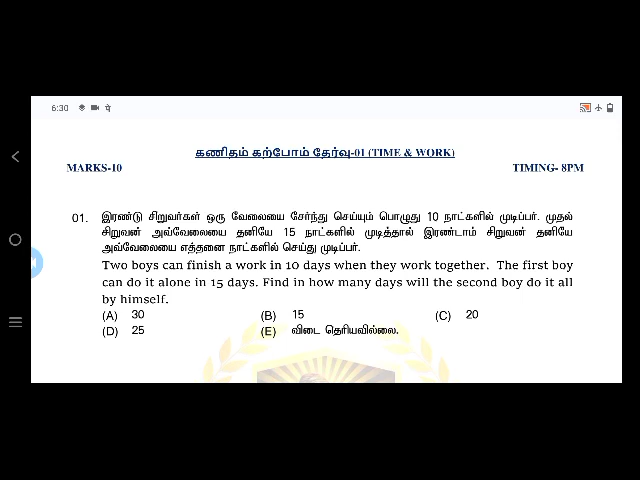 6:30
கணிதம் கற்போம் தேர்வு-01 (TIME & WORK)
MARKS-10 TIMING- 8PM
01. இரண்டு சிறுவர்கள் ஒரு வேலையை சேர்ந்து செய்யும் பொழுது 10 நாட்களில் முடிப்பர். முதல்
சிறுவன் அவ்வேலையை தனியே 15 நாட்களில் முடித்தால் இரண்டாம் சிறுவன் தனியே
அவ்வேலையை எத்தனை நாட்களில் செய்து முடிப்பர்.
Two boys can finish a work in 10 days when they work together. The first boy
can do it alone in 15 days. Find in how many days will the second boy do it all
by himself.
(A) 30 (B) 15 (C) 20
(D) 25 (E) விடை தெரியவில்லை.